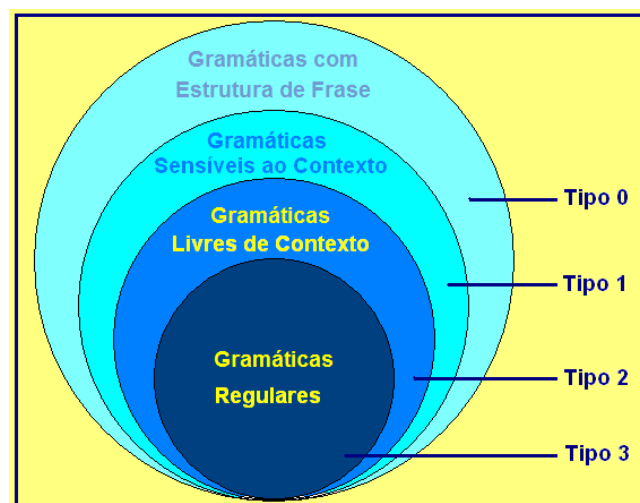 Gramáticas com
Estrutura de Frase
Gramáticas
Sensíveis ao Contexto
Gramáticas
Livres de Contexto
Gramáticas
Regulares
Tipo 0
Tipo 1
Tipo 2
Tipo 3